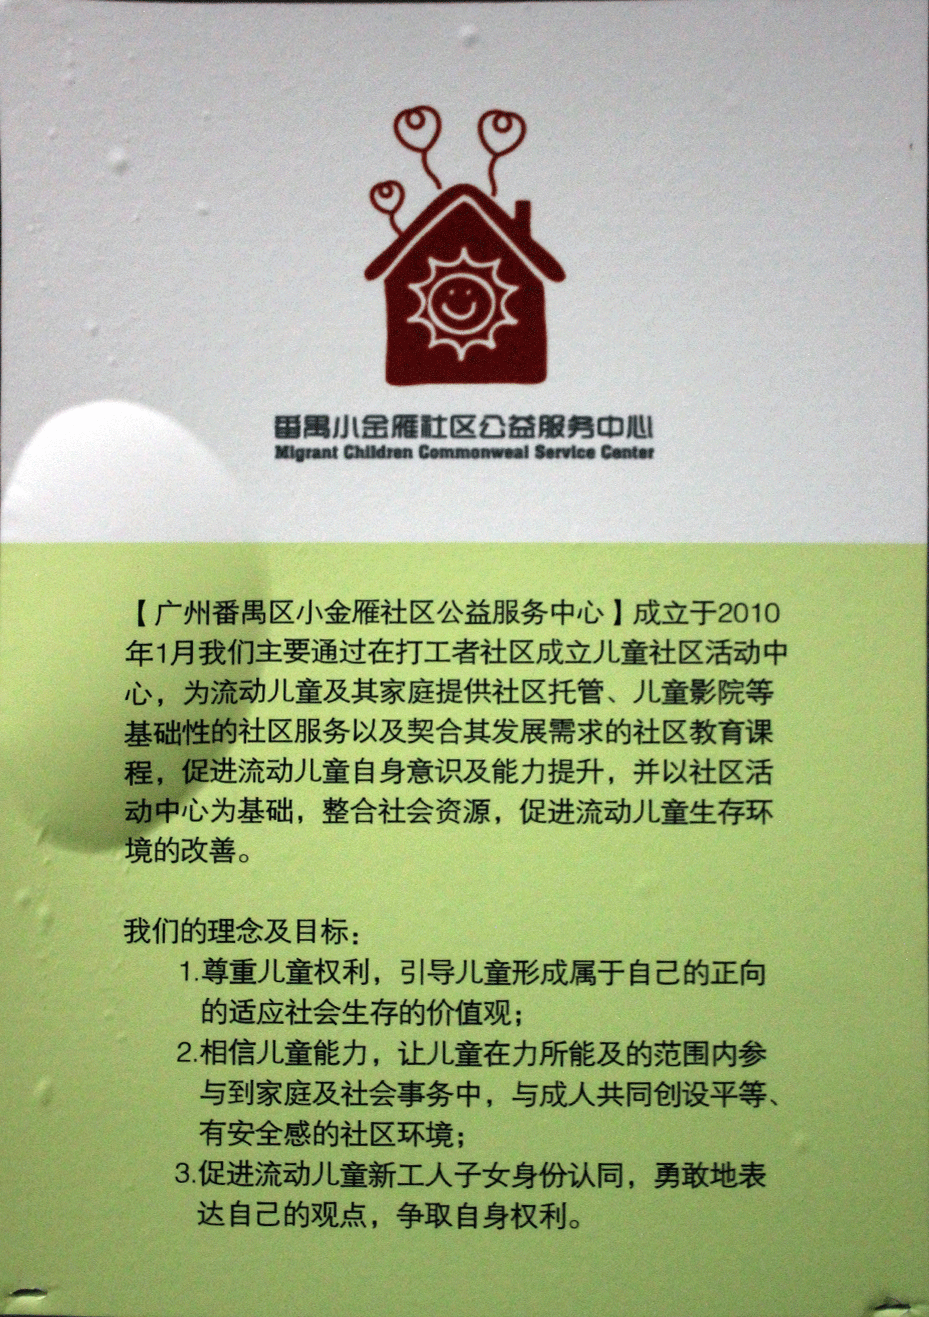 番禺小金雁社区公益服务中心
Migrant Children Commonweal Service Center
【广州番禺区小金雁社区公益服务中心】成立于2010
年1月我们主要通过在打工者社区成立儿童社区活动中
心，为流动儿童及其家庭提供社区托管、儿童影院等
基础性的社区服务以及契合其发展需求的社区教育课
程，促进流动儿童自身意识及能力提升，并以社区活
动中心为基础，整合社会资源，促进流动儿童生存环
境的改善。
我们的理念及目标：
1.尊重儿童权利，引导儿童形成属于自己的正向
的适应社会生存的价值观；
2.相信儿童能力，让儿童在力所能及的范围内参
与到家庭及社会事务中，与成人共同创设平等、
有安全感的社区环境；
3.促进流动儿童新工人子女身份认同，勇敢地表
达自己的观点，争取自身权利。